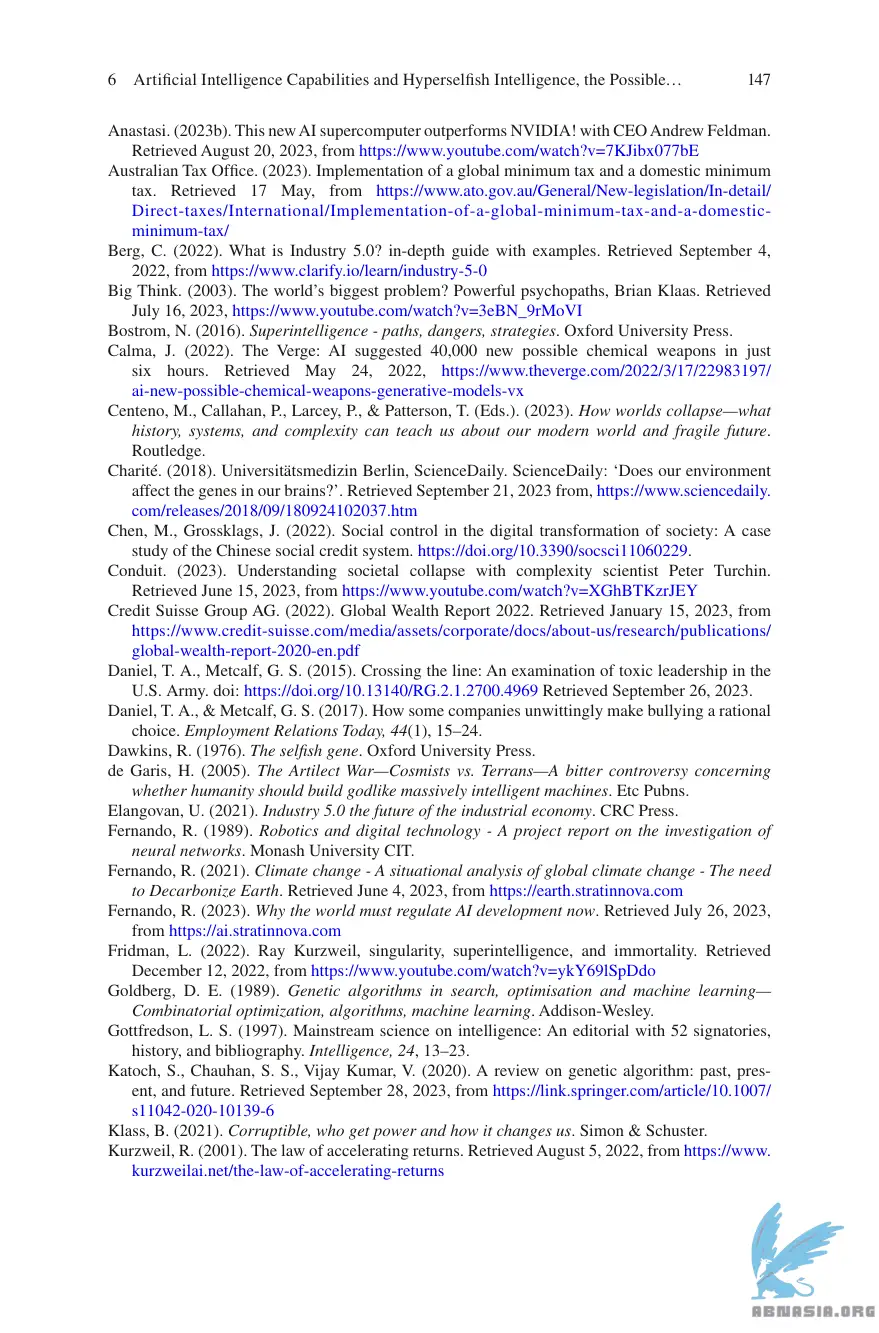 6 Artificial Intelligence Capabilities and Hyperselfish Intelligence, the Possible… 147
Anastasi. (2023b). This new AI supercomputer outperforms NVIDIA! with CEO Andrew Feldman.
Retrieved August 20, 2023, from https://www.youtube.com/watch?v=7KJibx077bE
Australian Tax Office. (2023). Implementation of a global minimum tax and a domestic minimum
tax. Retrieved 17 May, from https://www.ato.gov.au/General/New-legislation/In-detail/
Direct-taxes/International/Implementation-of-a-global-minimum-tax-and-a-domestic-
minimum-tax/
Berg, C. (2022). What is Industry 5.0? in-depth guide with examples. Retrieved September 4,
2022, from https://www.clarify.io/learn/industry-5-0
Big Think. (2003). The world’s biggest problem? Powerful psychopaths, Brian Klaas. Retrieved
July 16, 2023, https://www.youtube.com/watch?v=3eBN_9rMoVI
Bostrom, N. (2016). Superintelligence - paths, dangers, strategies. Oxford University Press.
Calma, J. (2022). The Verge: AI suggested 40,000 new possible chemical weapons in just
six hours. Retrieved May 24, 2022, https://www.theverge.com/2022/3/17/22983197/
ai-new-possible-chemical-weapons-generative-models-vx
Centeno, M., Callahan, P., Larcey, P., & Patterson, T. (Eds.). (2023). How worlds collapse—what
history, systems, and complexity can teach us about our modern world and fragile future.
Routledge.
Charité. (2018). Universitätsmedizin Berlin, ScienceDaily. ScienceDaily: ‘Does our environment
affect the genes in our brains?’. Retrieved September 21, 2023 from, https://www.sciencedaily.
com/releases/2018/09/180924102037.htm
Chen, M., Grossklags, J. (2022). Social control in the digital transformation of society: A case
study of the Chinese social credit system. https://doi.org/10.3390/socsci11060229.
Conduit. (2023). Understanding societal collapse with complexity scientist Peter Turchin.
Retrieved June 15, 2023, from https://www.youtube.com/watch?v=XGhBTKzrJEY
Credit Suisse Group AG. (2022). Global Wealth Report 2022. Retrieved January 15, 2023, from
https://www.credit-suisse.com/media/assets/corporate/docs/about-us/research/publications/
global-wealth-report-2020-en.pdf
Daniel, T. A., Metcalf, G. S. (2015). Crossing the line: An examination of toxic leadership in the
U.S. Army. doi: https://doi.org/10.13140/RG.2.1.2700.4969 Retrieved September 26, 2023.
Daniel, T. A., & Metcalf, G. S. (2017). How some companies unwittingly make bullying a rational
choice. Employment Relations Today, 44(1), 15–24.
Dawkins, R. (1976). The selfish gene. Oxford University Press.
de Garis, H. (2005). The Artilect War—Cosmists vs. Terrans—A bitter controversy concerning
whether humanity should build godlike massively intelligent machines. Etc Pubns.
Elangovan, U. (2021). Industry 5.0 the future of the industrial economy. CRC Press.
Fernando, R. (1989). Robotics and digital technology - A project report on the investigation of
neural networks. Monash University CIT.
Fernando, R. (2021). Climate change - A situational analysis of global climate change - The need
to Decarbonize Earth. Retrieved June 4, 2023, from https://earth.stratinnova.com
Fernando, R. (2023). Why the world must regulate AI development now. Retrieved July 26, 2023,
from https://ai.stratinnova.com
Fridman, L. (2022). Ray Kurzweil, singularity, superintelligence, and immortality. Retrieved
December 12, 2022, from https://www.youtube.com/watch?v=ykY69lSpDdo
Goldberg, D. E. (1989). Genetic algorithms in search, optimisation and machine learning—
Combinatorial optimization, algorithms, machine learning. Addison-Wesley.
Gottfredson, L. S. (1997). Mainstream science on intelligence: An editorial with 52 signatories,
history, and bibliography. Intelligence, 24, 13–23.
Katoch, S., Chauhan, S. S., Vijay Kumar, V. (2020). A review on genetic algorithm: past, pres-
ent, and future. Retrieved September 28, 2023, from https://link.springer.com/article/10.1007/
s11042-020-10139-6
Klass, B. (2021). Corruptible, who get power and how it changes us. Simon & Schuster.
Kurzweil, R. (2001). The law of accelerating returns. Retrieved August 5, 2022, from https://www.
kurzweilai.net/the-law-of-accelerating-returns
ABNASIA.ORG